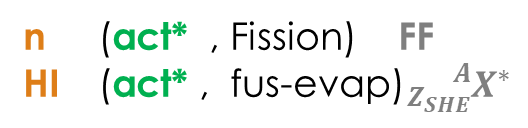 n (act* , Fission) FF
HI (act* , fus-evap) Z_SHE^A X*